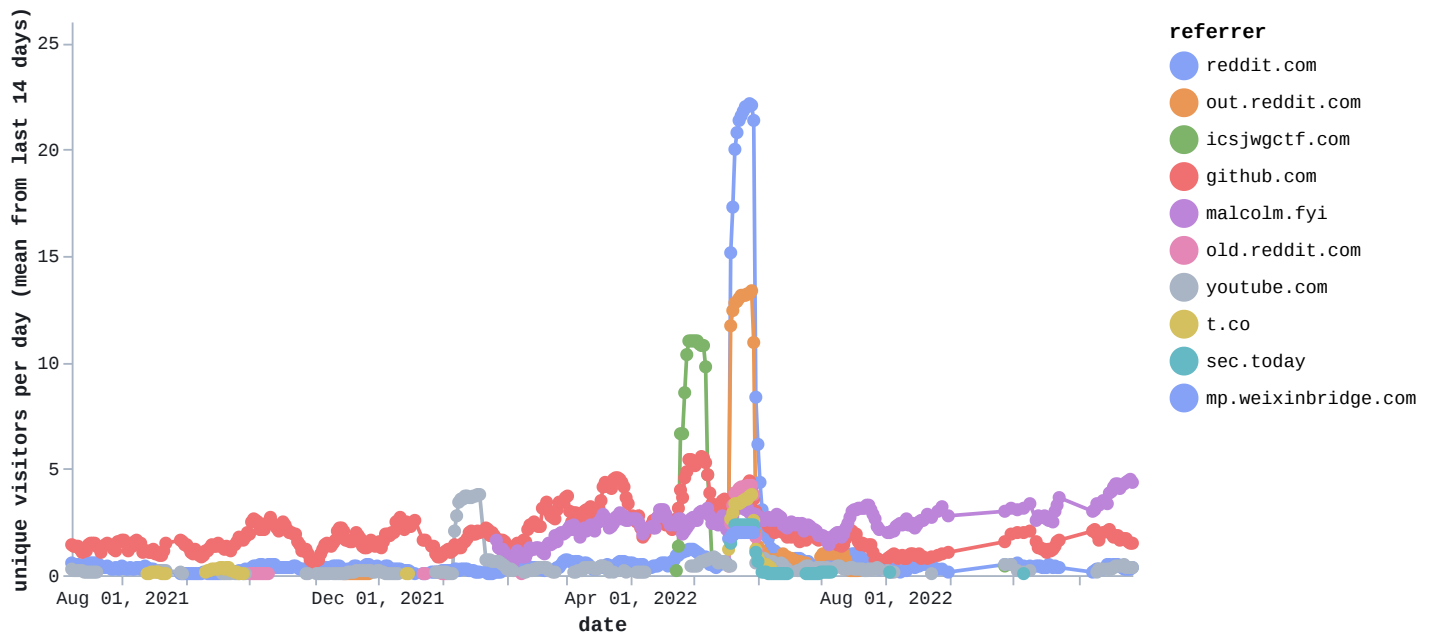 unique visitors per day (mean from last 14 days)
25
20
15
10
5
0
Aug 01, 2021
Dec 01, 2021
Apr 01, 2022
Aug 01, 2022
date
referrer
reddit.com
out.reddit.com
icsjwgctf.com
github.com
malcolm.fyi
old.reddit.com
youtube.com
t.co
sec.today
mp.weixinbridge.com